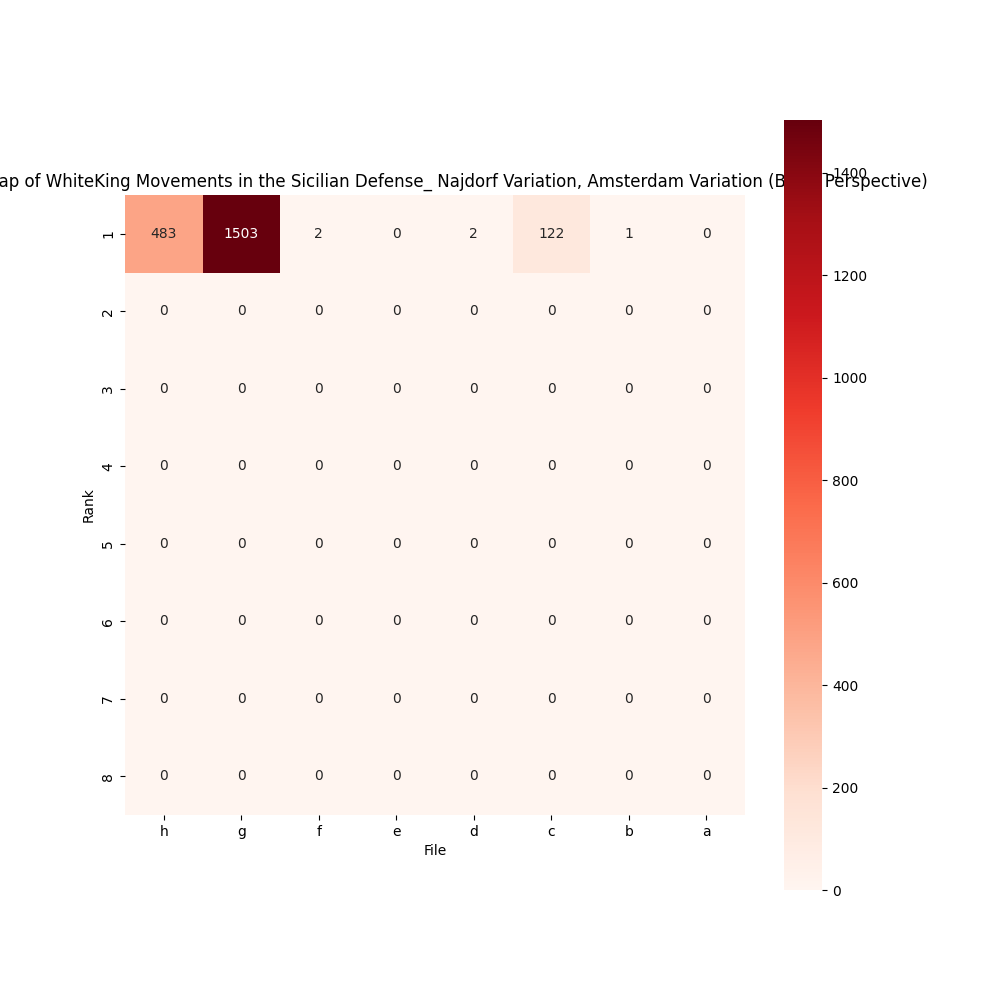 ap of WhiteKing Movements in the Sicilian Defense_ Najdorf Variation, Amsterdam Variation (B Perspective)
1400
1 483 1503 2 0 2 122 1 0
1200
2 0 0 0 0 0 0 0 0
1000
3 0 0 0 0 0 0 0 0
4 0 0 0 0 0 0 0 0
800
Rank
5 0 0 0 0 0 0 0 0
600
6 0 0 0 0 0 0 0 0
400
7 0 0 0 0 0 0 0 0
8 0 0 0 0 0 0 0 0
200
h g f e d c b a
File
0